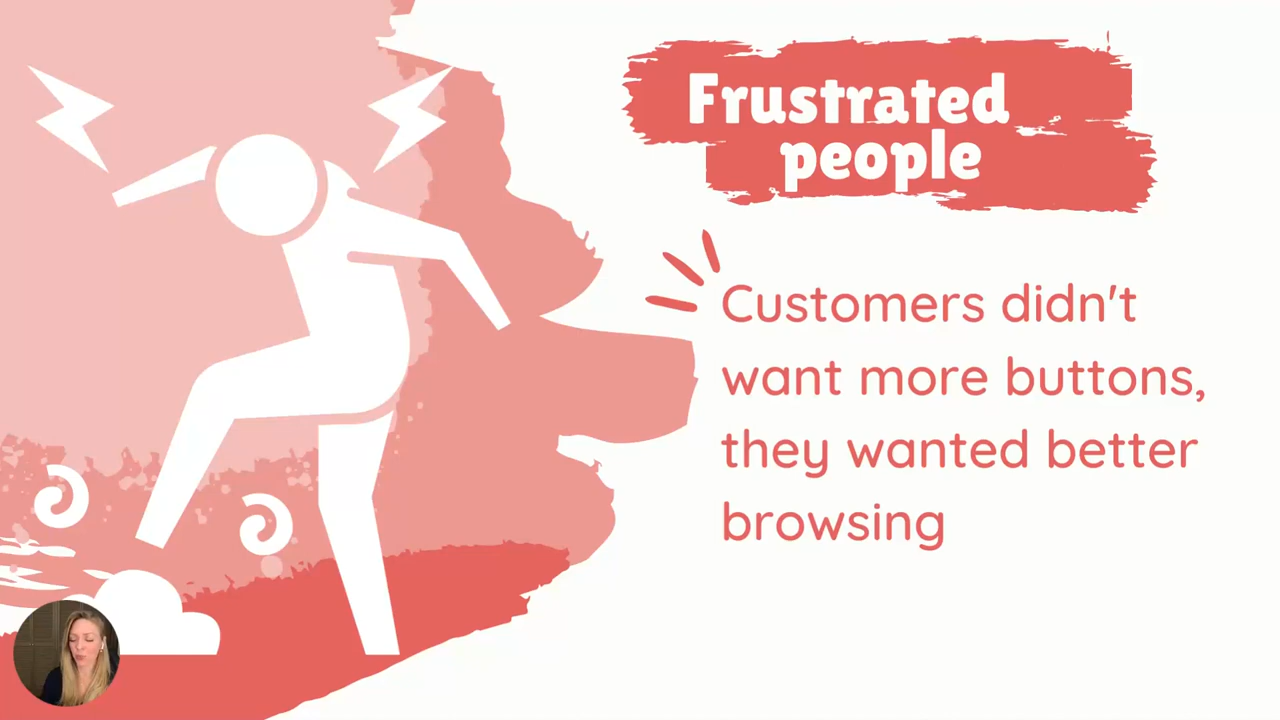 Frustrated
people
Customers didn't
want more buttons,
they wanted better
browsing